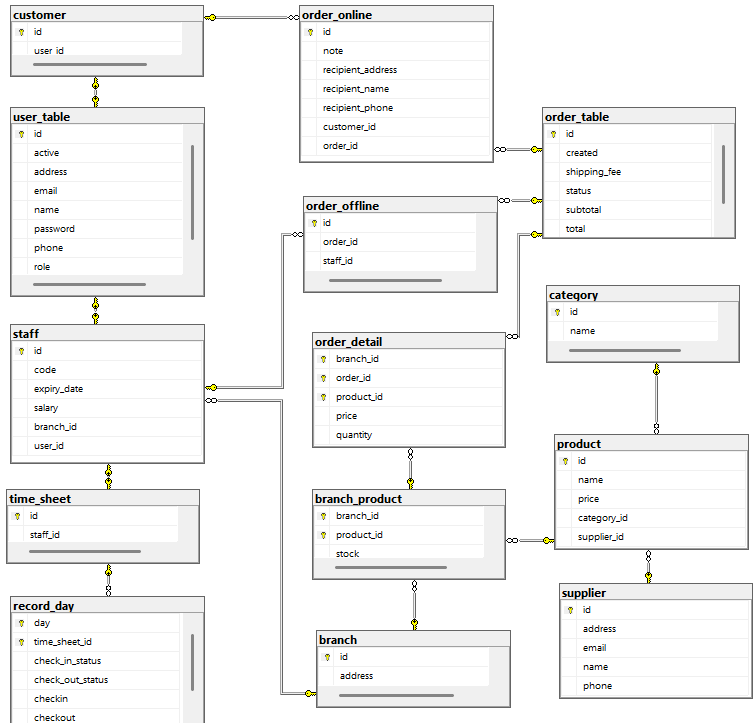 customer
id
user_id
user_table
id
active
address
email
name
password
phone
role
staff
id
code
expiry_date
salary
branch_id
user_id
time_sheet
id
staff_id
record_day
day
time_sheet_id
check_in_status
check_out_status
checkin
checkout
order_online
id
note
recipient_address
recipient_name
recipient_phone
customer_id
order_id
order_offline
id
order_id
staff_id
order_detail
branch_id
order_id
product_id
price
quantity
branch_product
branch_id
product_id
stock
branch
id
address
order_table
id
created
shipping_fee
status
subtotal
total
category
id
name
product
id
name
price
category_id
supplier_id
supplier
id
address
email
name
phone